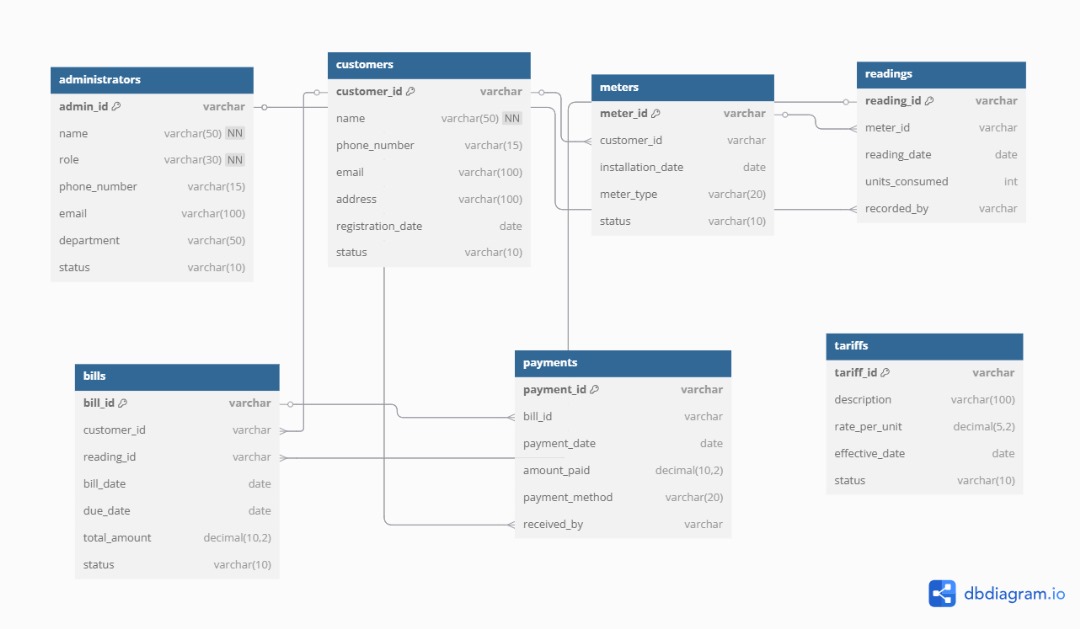 administrators
admin_id varchar
name varchar(50) NN
role varchar(30) NN
phone_number varchar(15)
email varchar(100)
department varchar(50)
status varchar(10)
customers
customer_id varchar
name varchar(50) NN
phone_number varchar(15)
email varchar(100)
address varchar(100)
registration_date date
status varchar(10)
meters
meter_id varchar
customer_id varchar
installation_date date
meter_type varchar(20)
status varchar(10)
readings
reading_id varchar
meter_id varchar
reading_date date
units_consumed int
recorded_by varchar
bills
bill_id varchar
customer_id varchar
reading_id varchar
bill_date date
due_date date
total_amount decimal(10,2)
status varchar(10)
payments
payment_id varchar
bill_id varchar
payment_date date
amount_paid decimal(10,2)
payment_method varchar(20)
received_by varchar
tariffs
tariff_id varchar
description varchar(100)
rate_per_unit decimal(5,2)
effective_date date
status varchar(10)
dbdiagram.io